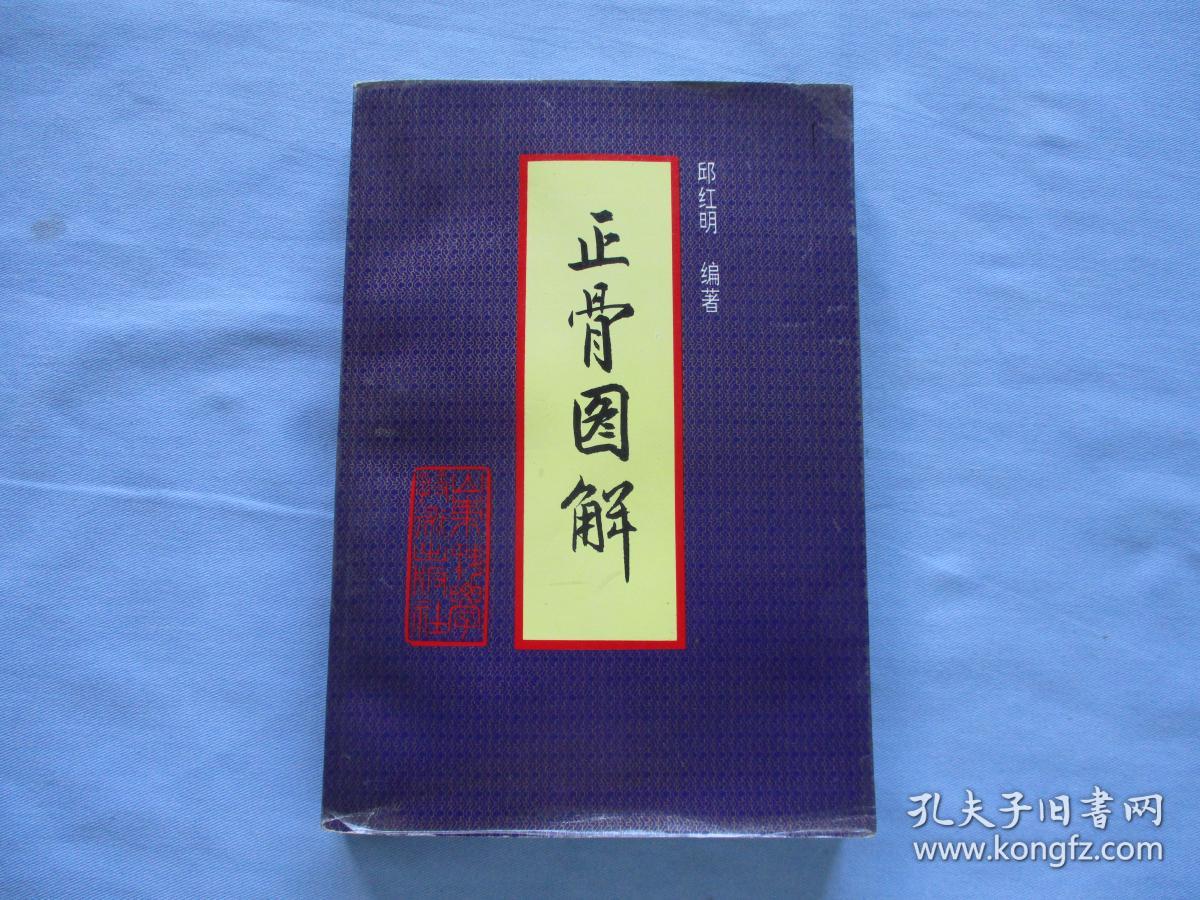 邱红明 编著
正骨图解
山东科学
技术出版社
孔夫子旧书网
www.kongfz.com